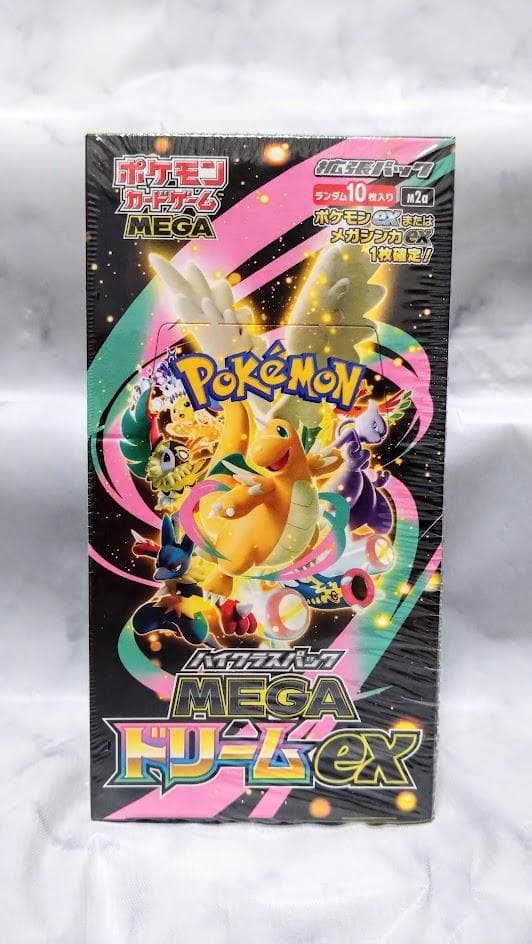 ポケモン
カードゲーム
MEGA
拡張パック
ランダム10枚入り
M2a
ポケモンexまたは
メガシンカex
1枚確定!
POKéMON
ハイクラスパック
MEGA
ドリームex